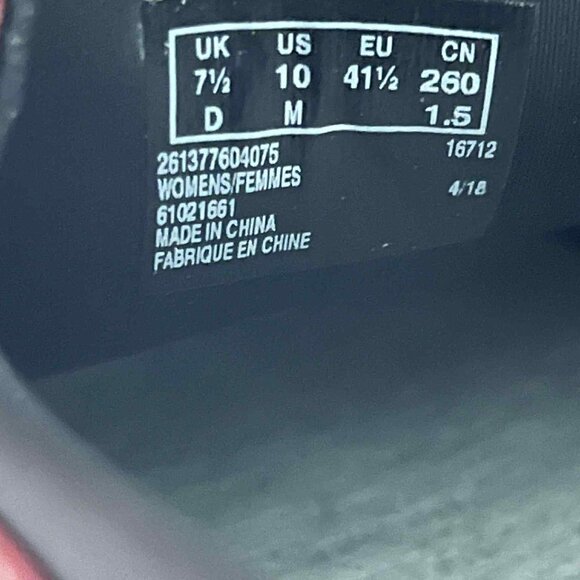 UK US EU CN
7½ 10 41½ 260
D M 1.5
261377604075 16712
WOMENS/FEMMES 4/18
61021661
MADE IN CHINA
FABRIQUE EN CHINE